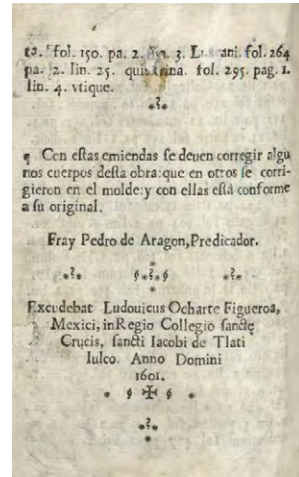 ta. fol. 150. pa. 2. lin. 3. fol. 264
pa. 2. lin. 25. fol. 295. pag. 1.
lin. 4. vtique.
¶ Con eſtas emiendas ſe deuen corregir algu
nos cuerpos deſta obra: que en otros ſe corri-
gieron en el molde: y con ellas eſtà conforme
a ſu original.
Fray Pedro de Aragon, Predicador.
Excudebat Ludouicus Ocharte Figueroa,
Mexici, in Regio Collegio ſanctę
Crucis, ſancti Iacobi de Tlati
lulco. Anno Domini
1601.